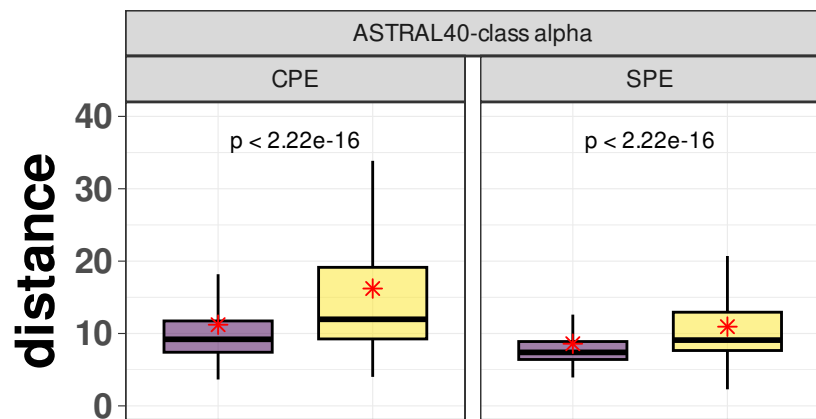 ASTRAL40-class alpha
CPE
SPE
distance
40
30
20
10
0
p < 2.22e-16
p < 2.22e-16